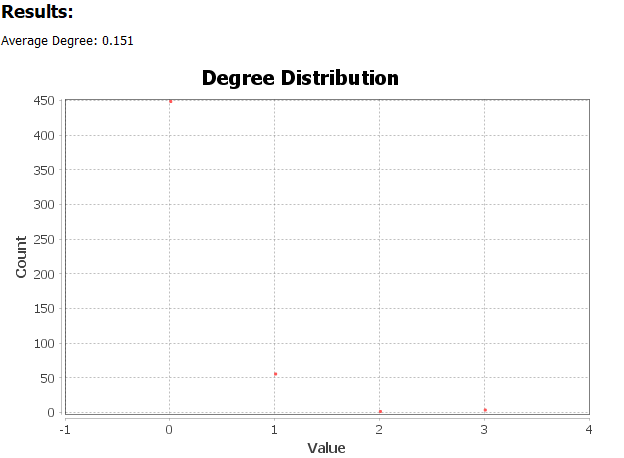 Results:
Average Degree: 0.151
Degree Distribution
450
400
350
300
250
200
150
100
50
0
Count
-1 0 1 2 3 4
Value